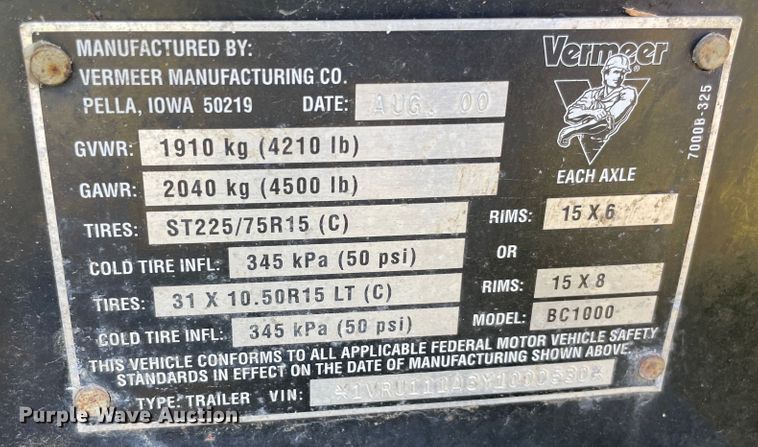 MANUFACTURED BY:
VERMEER MANUFACTURING CO.
PELLA, IOWA 50219 DATE: AUG. 00
Vermeer
®
7000B-325
GVWR: 1910 kg (4210 lb)
GAWR: 2040 kg (4500 lb) EACH AXLE
TIRES: ST225/75R15 (C) RIMS: 15 X 6
COLD TIRE INFL: 345 kPa (50 psi) OR
TIRES: 31 X 10.50R15 LT (C) RIMS: 15 X 8
COLD TIRE INFL: 345 kPa (50 psi) MODEL: BC1000
THIS VEHICLE CONFORMS TO ALL APPLICABLE FEDERAL MOTOR VEHICLE SAFETY
STANDARDS IN EFFECT ON THE DATE OF MANUFACTURING SHOWN ABOVE.
TYPE: TRAILER VIN:
Purple Wave Auction